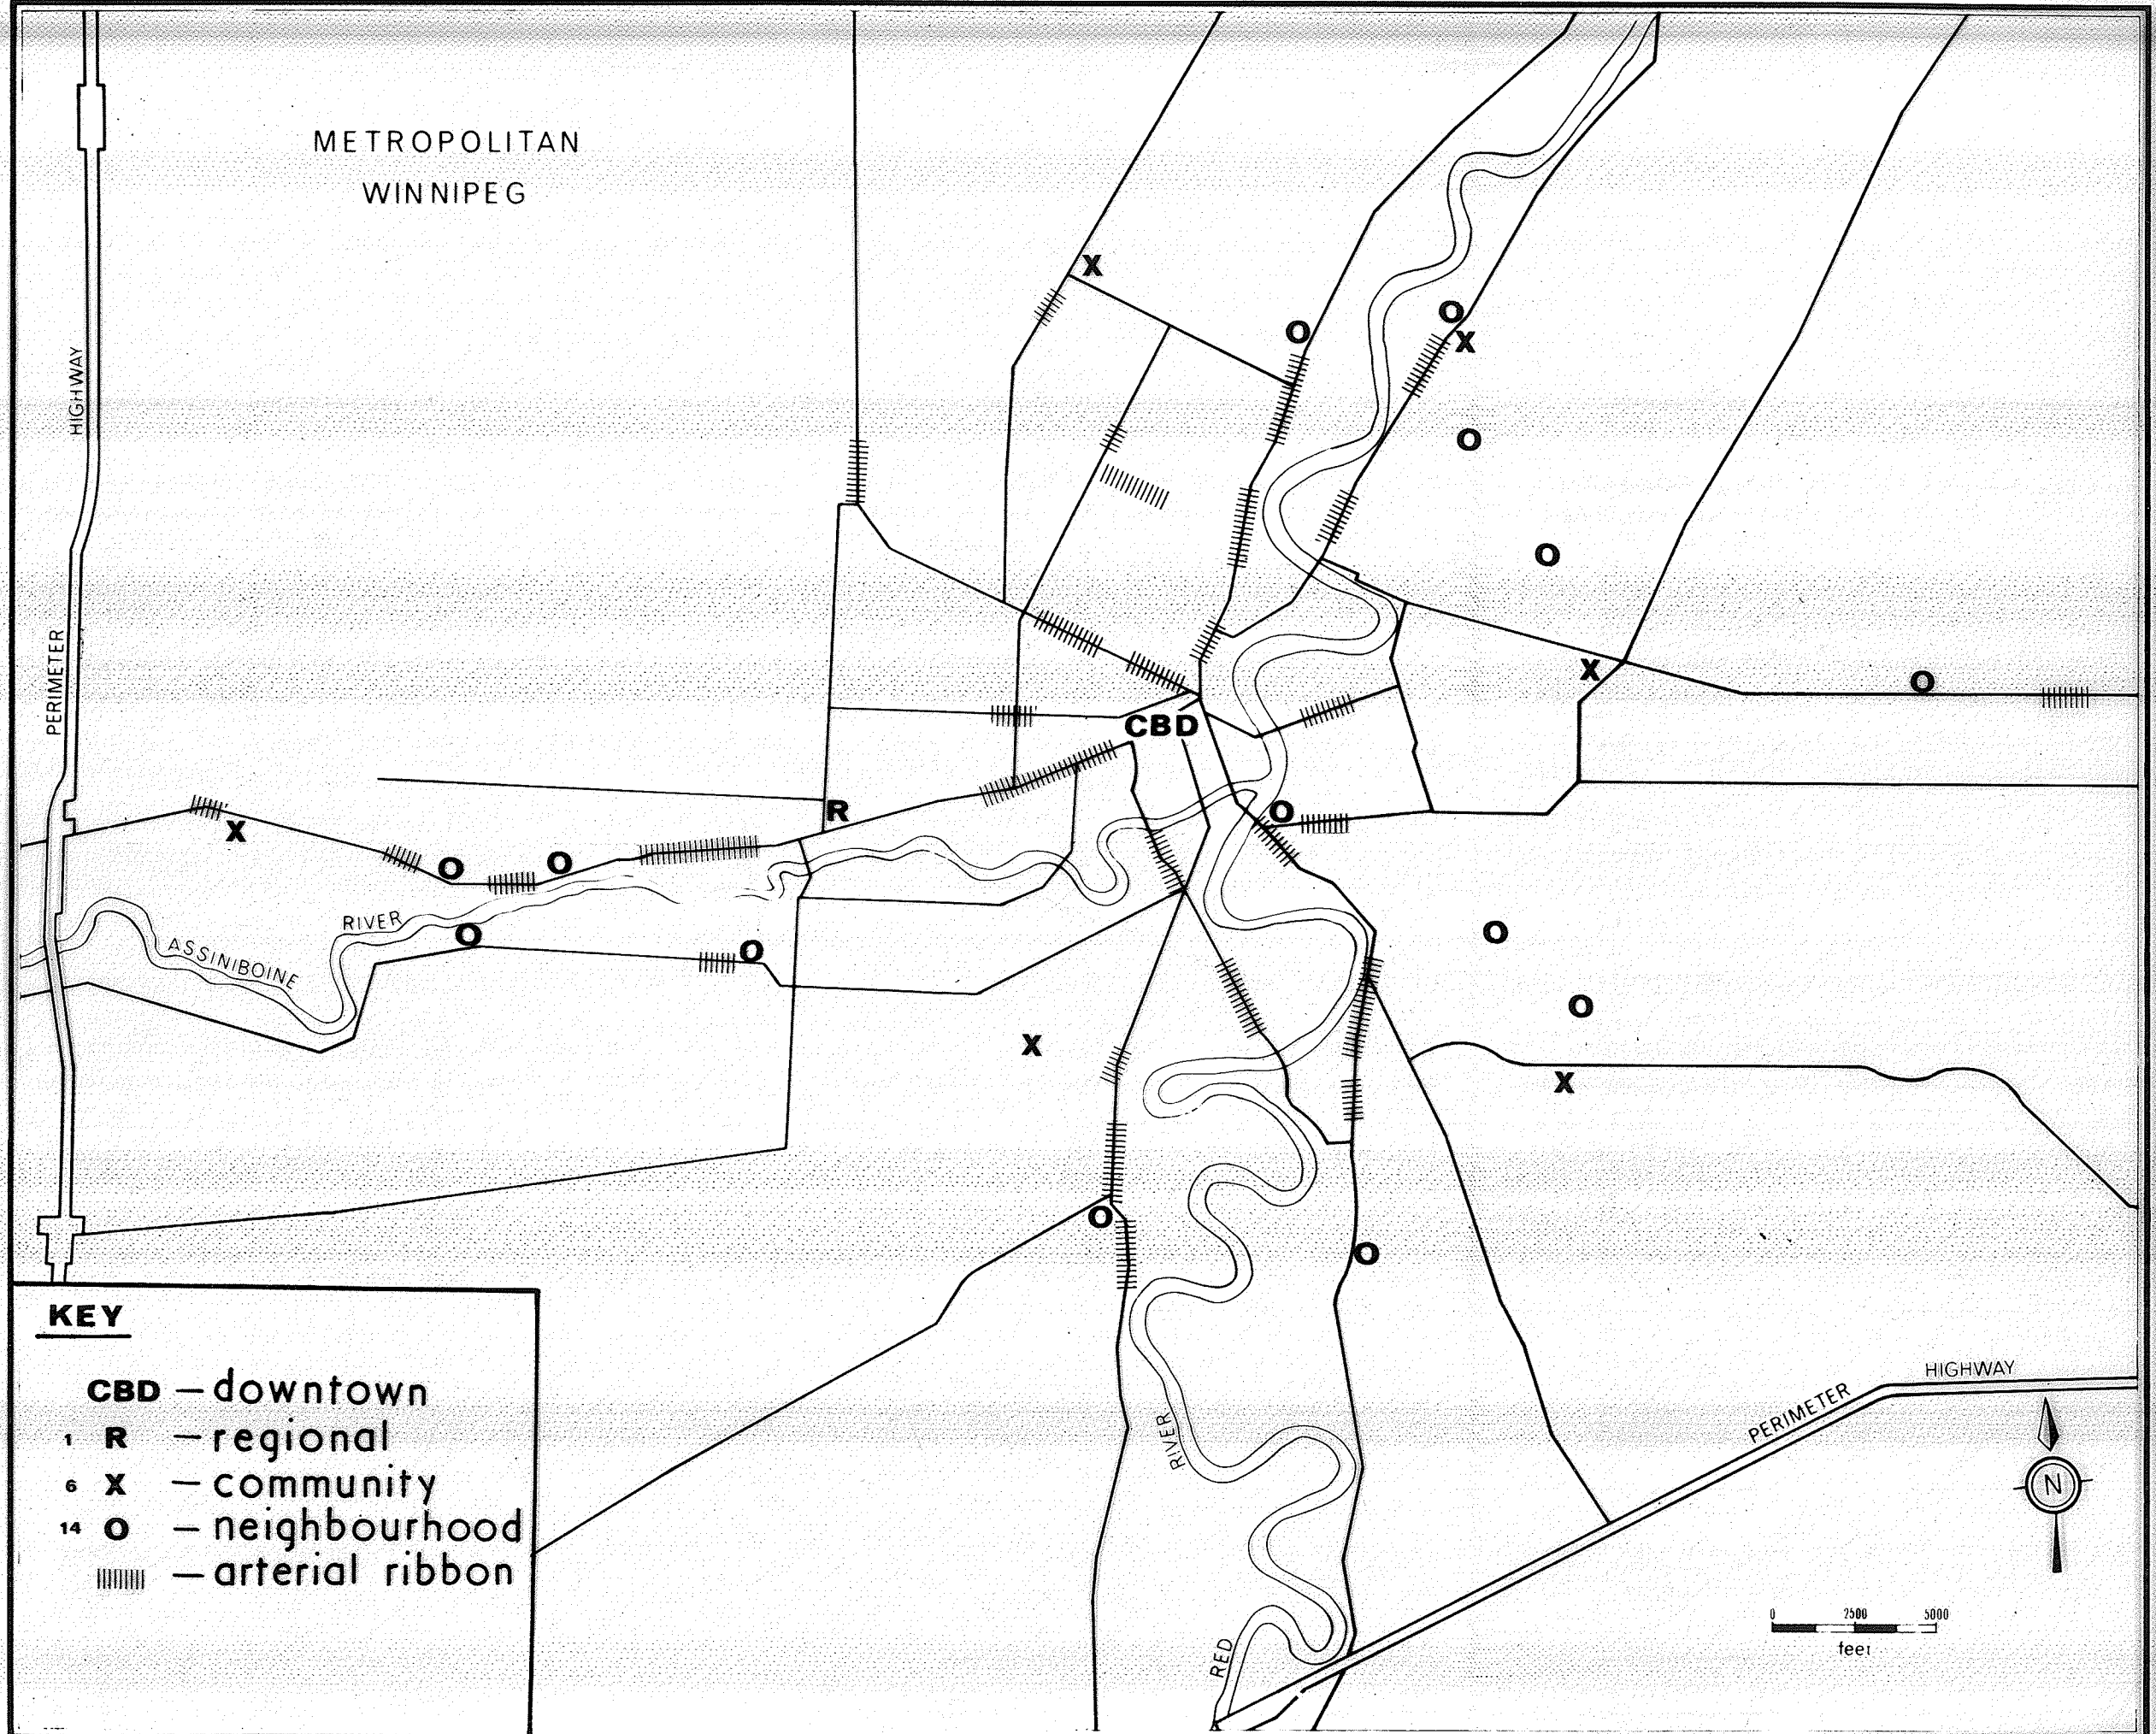 METROPOLITAN
WINNIPEG
HIGHWAY
PERIMETER
X
O
O
X
O
O
X
O
CBD
R
O
X
O
O
RIVER
ASSINIBOINE
O
O
O
O
X
X
O
O
KEY
CBD – downtown
1 R – regional
6 X – community
14 O – neighbourhood
– arterial ribbon
RIVER
RED
PERIMETER
HIGHWAY
N
0 2500 5000
feet